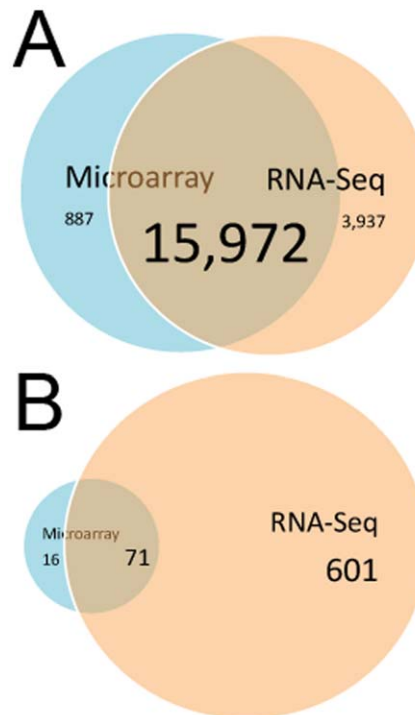 A
Microarray RNA-Seq
887 15,972 3,937
B
Microarray RNA-Seq
16 71 601